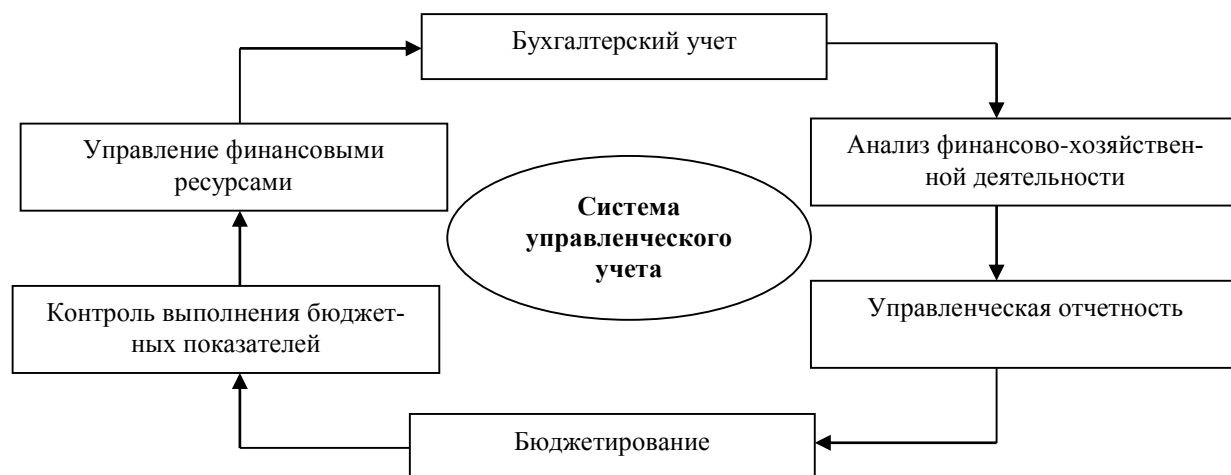 Бухгалтерский учет
Управление финансовыми
ресурсами
Анализ финансово-хозяйствен-
ной деятельности
Система
управленческого
учета
Контроль выполнения бюджет-
ных показателей
Управленческая отчетность
Бюджетирование